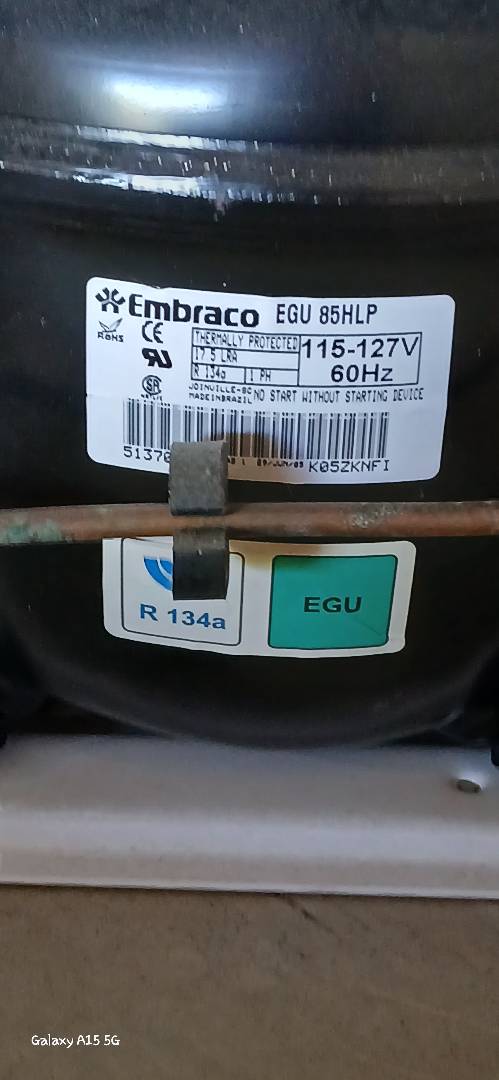 Embraco EGU 85HLP
RoHS CE
THERMALLY PROTECTED
17.5 LRA
R 134a 1 PH
115-127V
60Hz
JOINVILLE-SC
MADE IN BRAZIL NO START WITHOUT STARTING DEVICE
K05ZKNFI
R 134a
EGU
Galaxy A15 5G